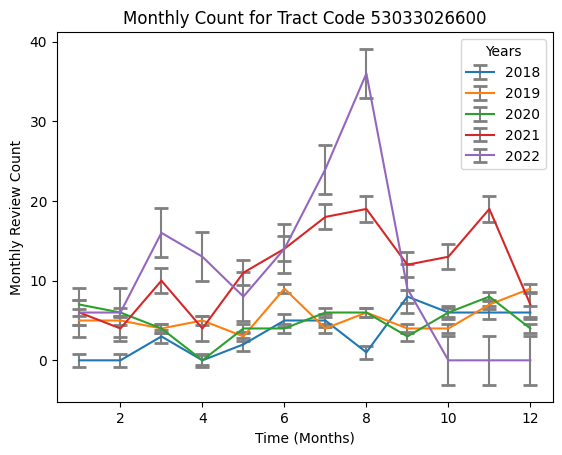 Monthly Count for Tract Code 53033026600
Years
2018
2019
2020
2021
2022
40
30
20
10
0
Monthly Review Count
2 4 6 8 10 12
Time (Months)